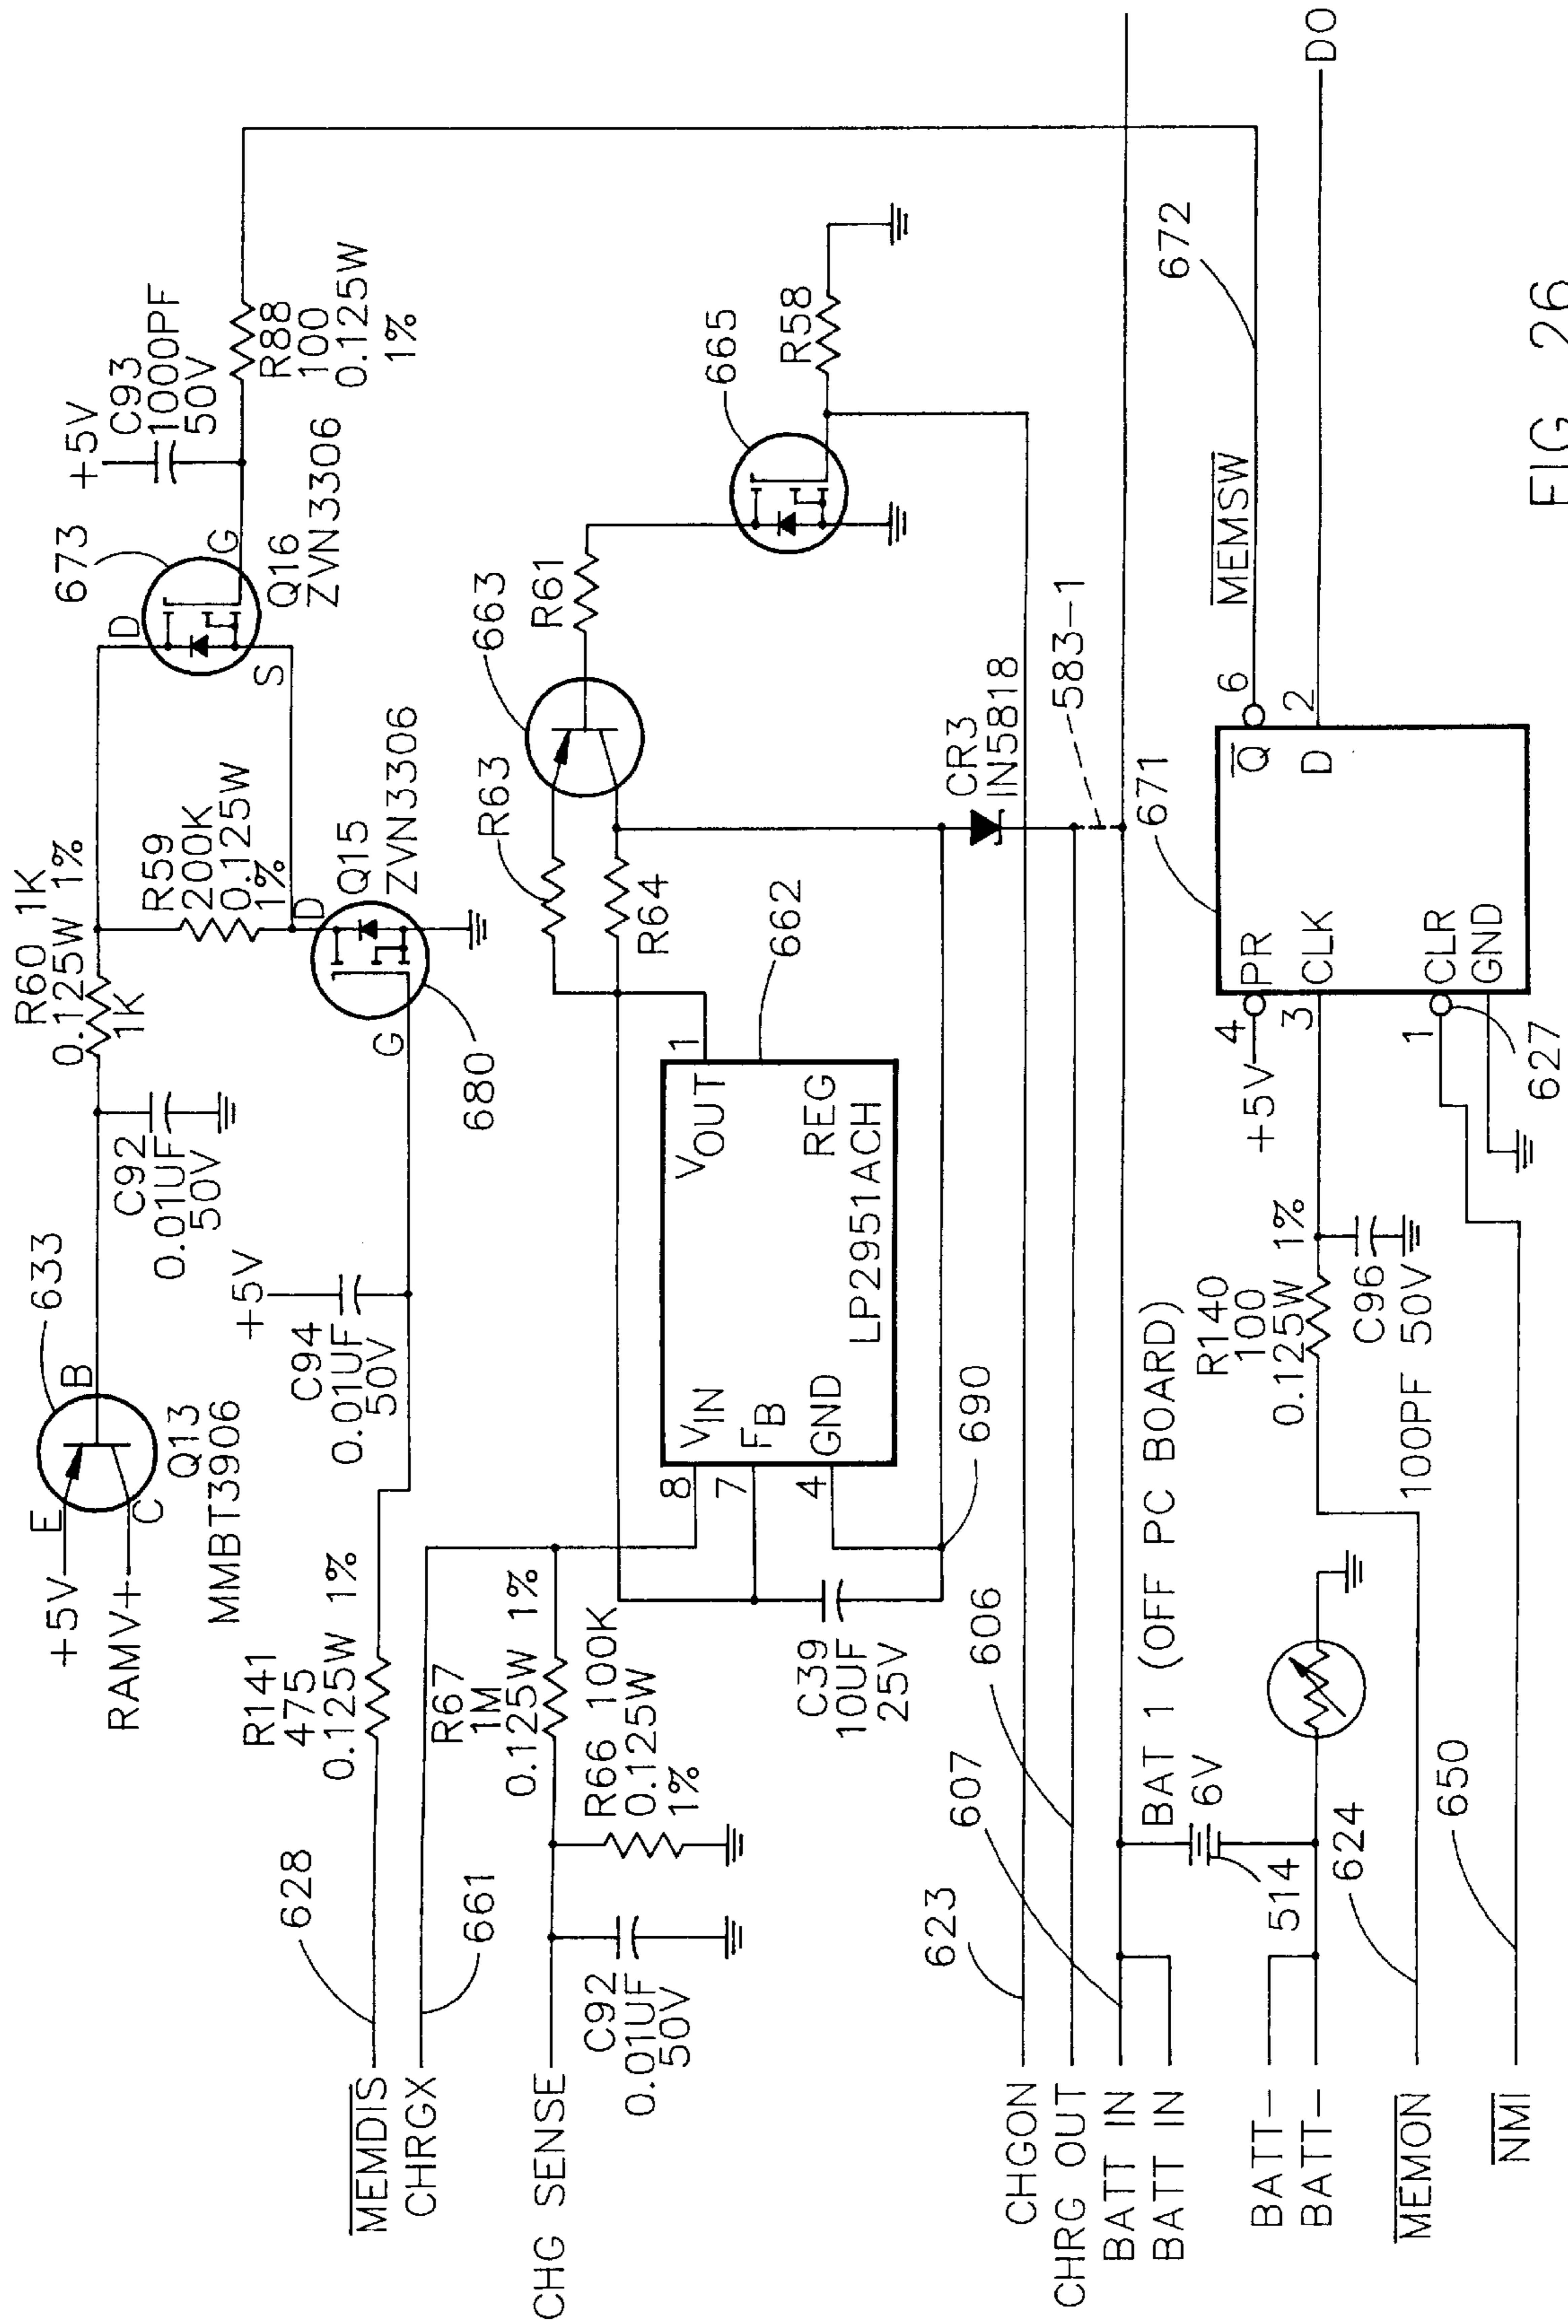 +5V
E
B
633
RAMV+
C
Q13
MMBT3906
C92
0.01UF
50V
R60 1K
0.125W 1%
1K
R59
200K
0.125W
1%
D
Q15
ZVN3306
G
680
673
D
G
S
Q16
ZVN3306
+5V
C93
1000PF
50V
R88
100
0.125W
1%
+5V
C94
0.01UF
50V
R141
475
0.125W 1%
628
MEMDIS
CHRGX
661
R67
1M
0.125W 1%
CHG SENSE
R66 100K
0.125W
1%
C92
0.01UF
50V
C39
10UF
25V
8
7
4
VIN
FB
GND
VOUT
REG
LP2951ACH
1
662
690
R63
R64
663
R61
665
R58
CR3
IN5818
583-1
623
607
606
CHGON
CHRG OUT
BATT IN
BATT IN
BAT 1 (OFF PC BOARD)
6V
514
BATT-
BATT-
624
MEMON
650
NMI
R140
100
0.125W 1%
C96
100PF 50V
+5V
4
3
1
PR
CLK
CLR
GND
Q
D
6
2
627
671
MEMSW
672
D0
FIG 26